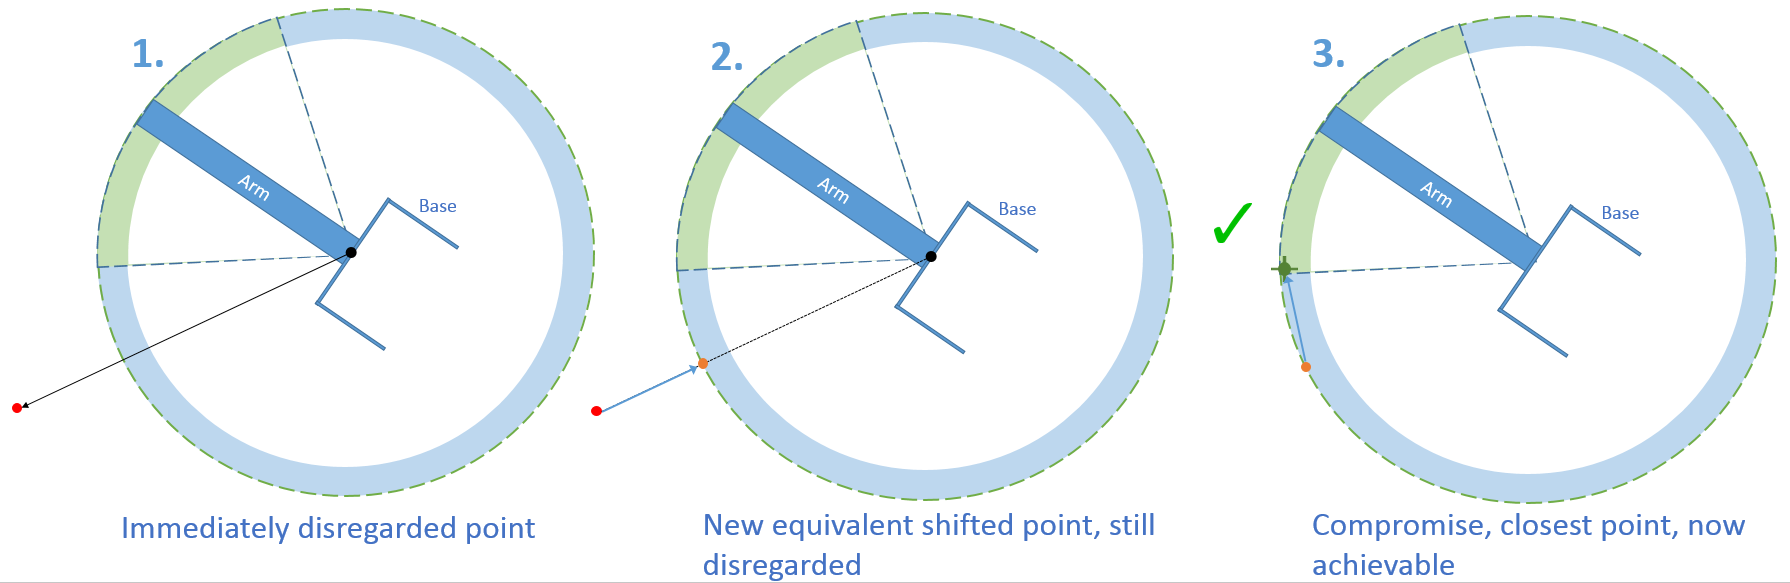 1.
Arm
Base
Immediately disregarded point
2.
Arm
Base
New equivalent shifted point, still
disregarded
3.
Arm
Base
Compromise, closest point, now
achievable